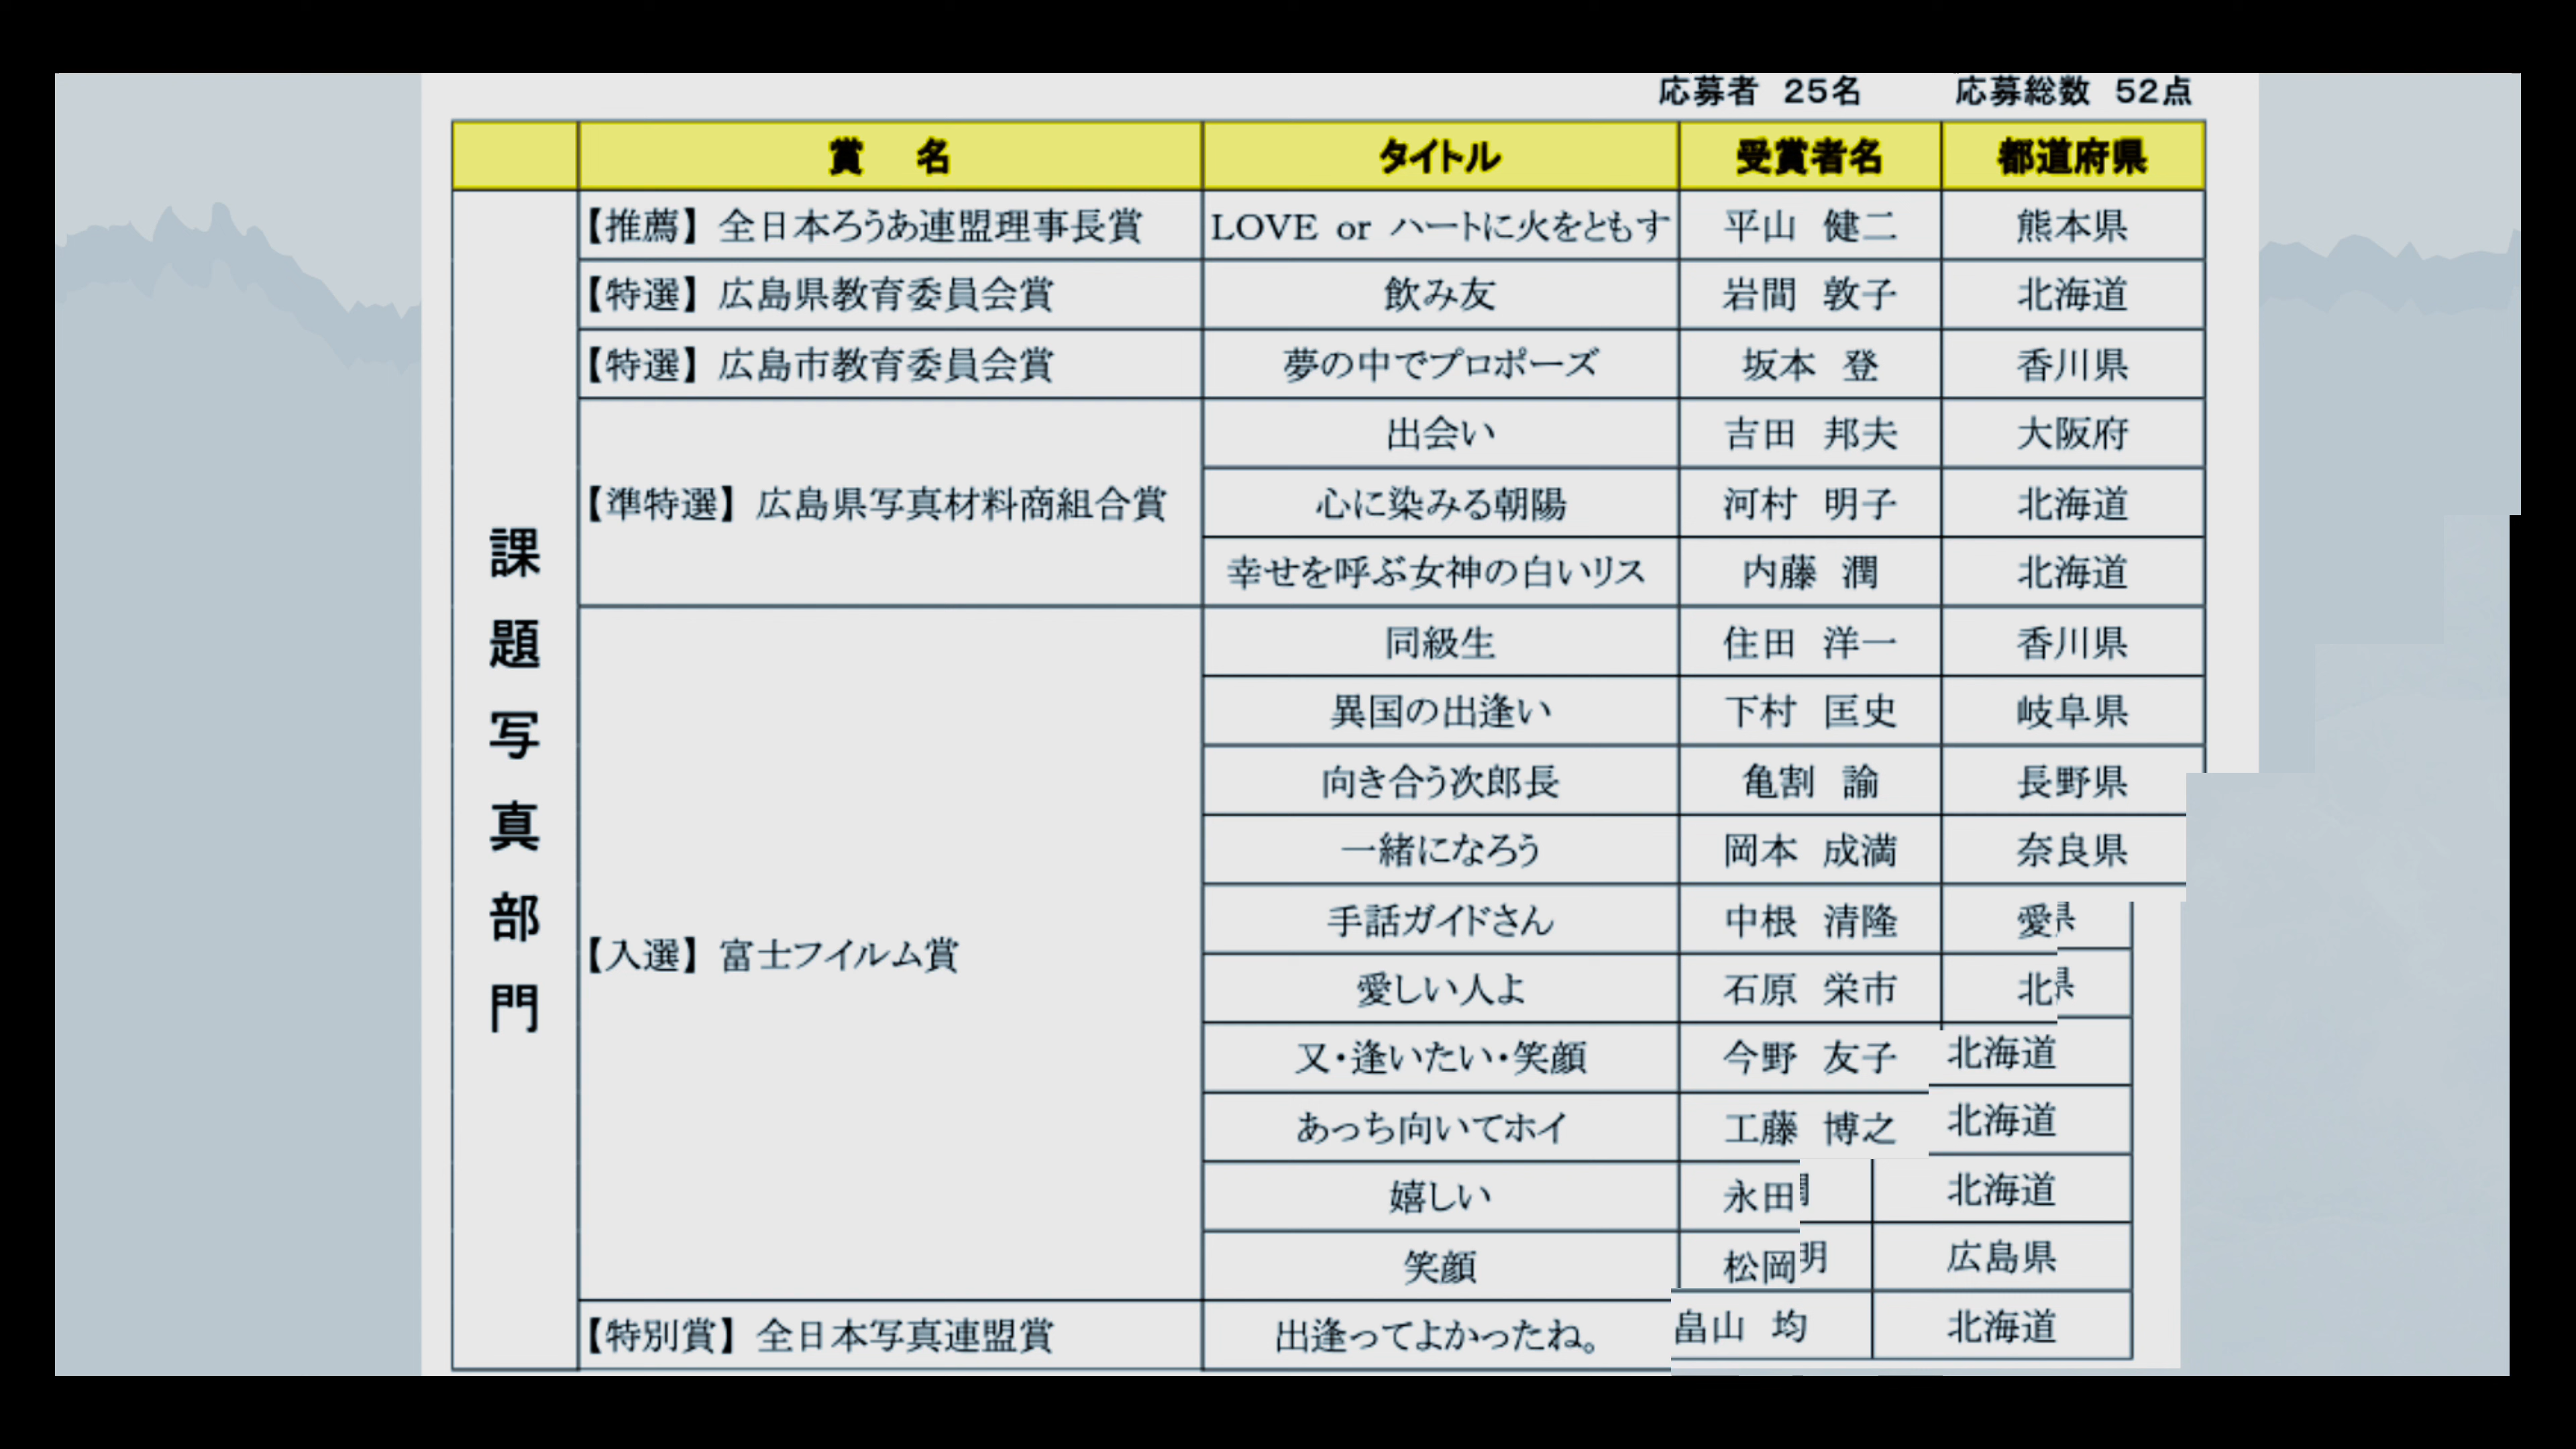 応募者 25名 応募総数 52点
賞 名 タイトル 受賞者名 都道府県
課題写真部門
【推薦】全日本ろうあ連盟理事長賞 LOVE or ハートに火をともす 平山 健二 熊本県
【特選】広島県教育委員会賞 飲み友 岩間 敦子 北海道
【特選】広島市教育委員会賞 夢の中でプロポーズ 坂本 登 香川県
【準特選】広島県写真材料商組合賞 出会い 吉田 邦夫 大阪府
心に染みる朝陽 河村 明子 北海道
幸せを呼ぶ女神の白いリス 内藤 潤 北海道
【入選】富士フイルム賞 同級生 住田 洋一 香川県
異国の出逢い 下村 匡史 岐阜県
向き合う次郎長 亀割 諭 長野県
一緒になろう 岡本 成満 奈良県
手話ガイドさん 中根 清隆
愛しい人よ 石原 栄市
又・逢いたい・笑顔 今野 友子 北海道
あっち向いてホイ 工藤 博之 北海道
嬉しい 永田 北海道
笑顔 松岡 広島県
【特別賞】全日本写真連盟賞 出逢ってよかったね。 畠山 均 北海道